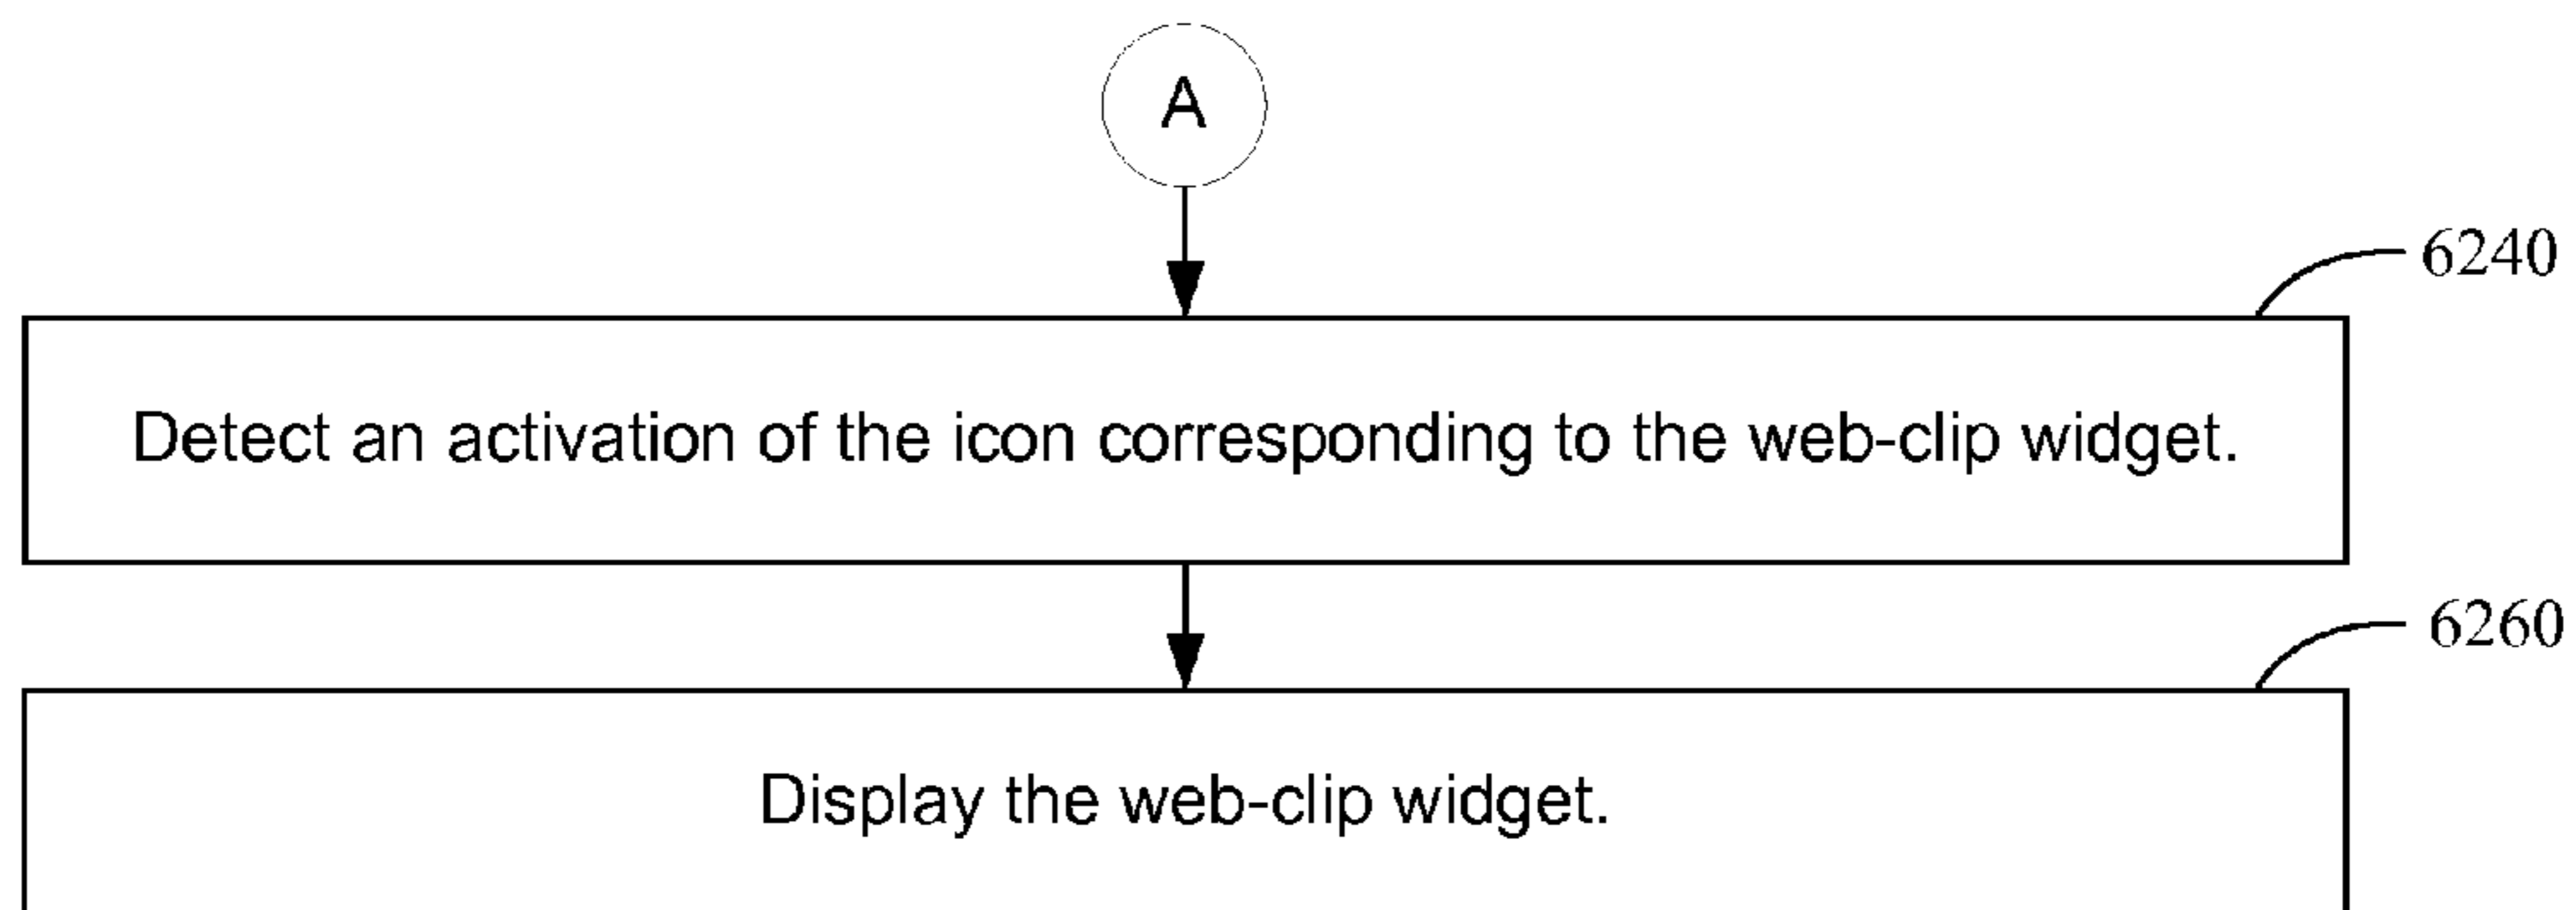 A
6240
Detect an activation of the icon corresponding to the web-clip widget.
6260
Display the web-clip widget.